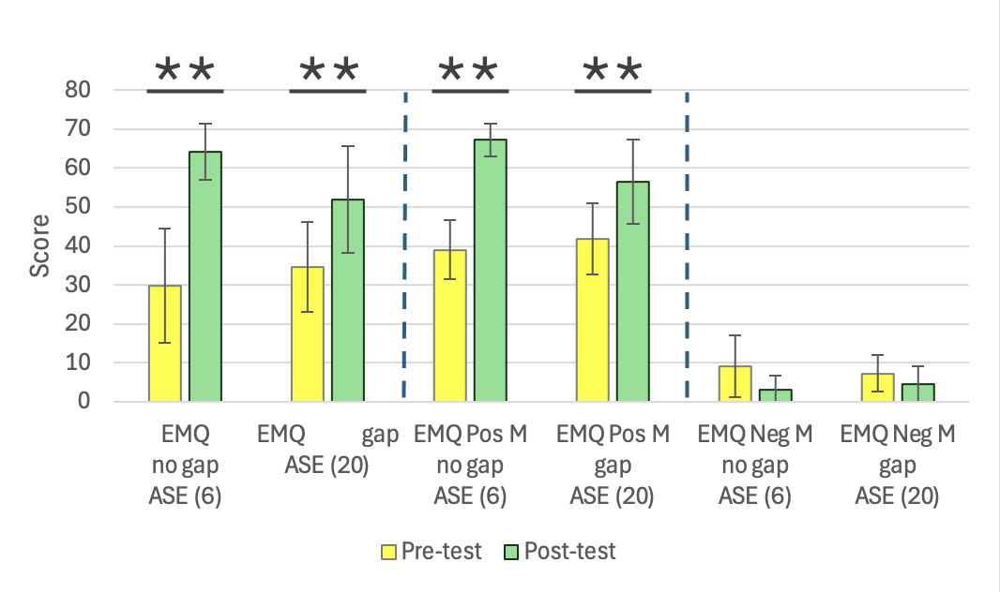 ** ** ** **
80
70
60
50
40
30
20
10
0
Score
EMQ no gap ASE (6)
EMQ gap ASE (20)
EMQ Pos M no gap ASE (6)
EMQ Pos M gap ASE (20)
EMQ Neg M no gap ASE (6)
EMQ Neg M gap ASE (20)
Pre-test Post-test